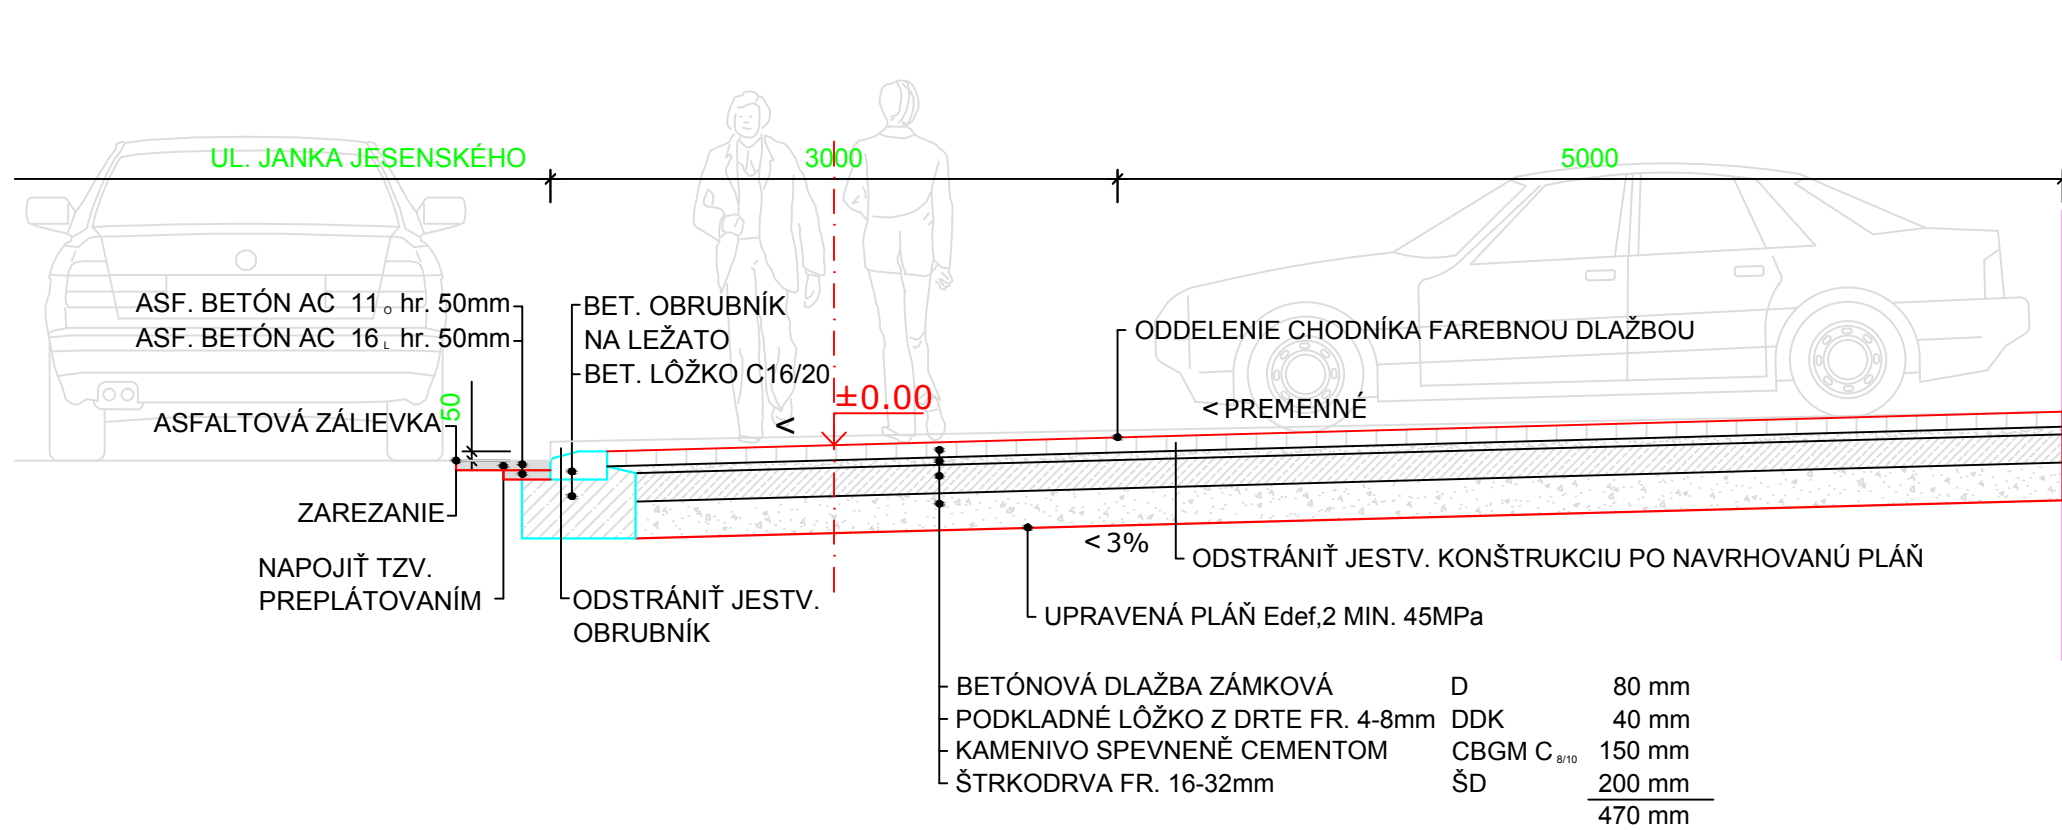 UL. JANKA JESENSKÉHO
3000
5000
ASF. BETÓN AC 11 O hr. 50mm
ASF. BETÓN AC 16 L hr. 50mm
BET. OBRUBNÍK
NA LEŽATO
BET. LÔŽKO C16/20
ODDELENIE CHODNÍKA FAREBNOU DLAŽBOU
±0.00
50
ASFALTOVÁ ZÁLIEVKA
<
< PREMENNÉ
ZAREZANIE
< 3%
NAPOJIŤ TZV.
PREPLÁTOVANÍM
ODSTRÁNIŤ JESTV.
OBRUBNÍK
ODSTRÁNIŤ JESTV. KONŠTRUKCIU PO NAVRHOVANÚ PLÁŇ
UPRAVENÁ PLÁŇ Edef,2 MIN. 45MPa
BETÓNOVÁ DLAŽBA ZÁMKOVÁ D 80 mm
PODKLADNÉ LÔŽKO Z DRTE FR. 4-8mm DDK 40 mm
KAMENIVO SPEVNENĚ CEMENTOM CBGM C 8/10 150 mm
ŠTRKODRVA FR. 16-32mm ŠD 200 mm
470 mm